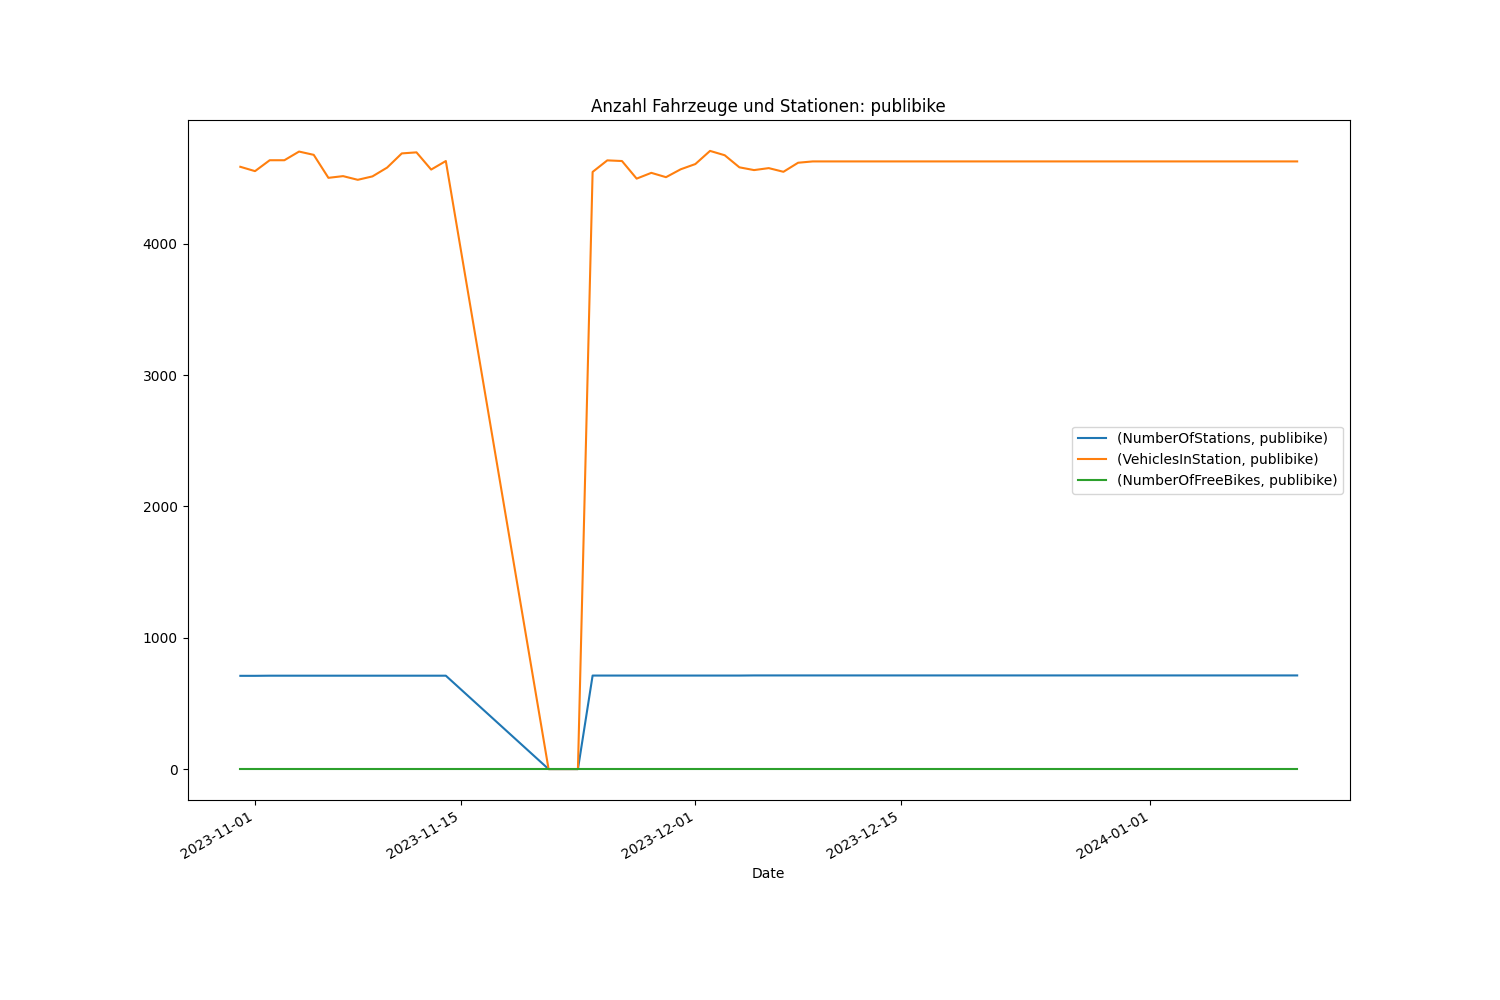 Anzahl Fahrzeuge und Stationen: publibike
4000
3000
2000
1000
0
(NumberOfStations, publibike)
(VehiclesInStation, publibike)
(NumberOfFreeBikes, publibike)
2023-11-01
2023-11-15
2023-12-01
2023-12-15
2024-01-01
Date